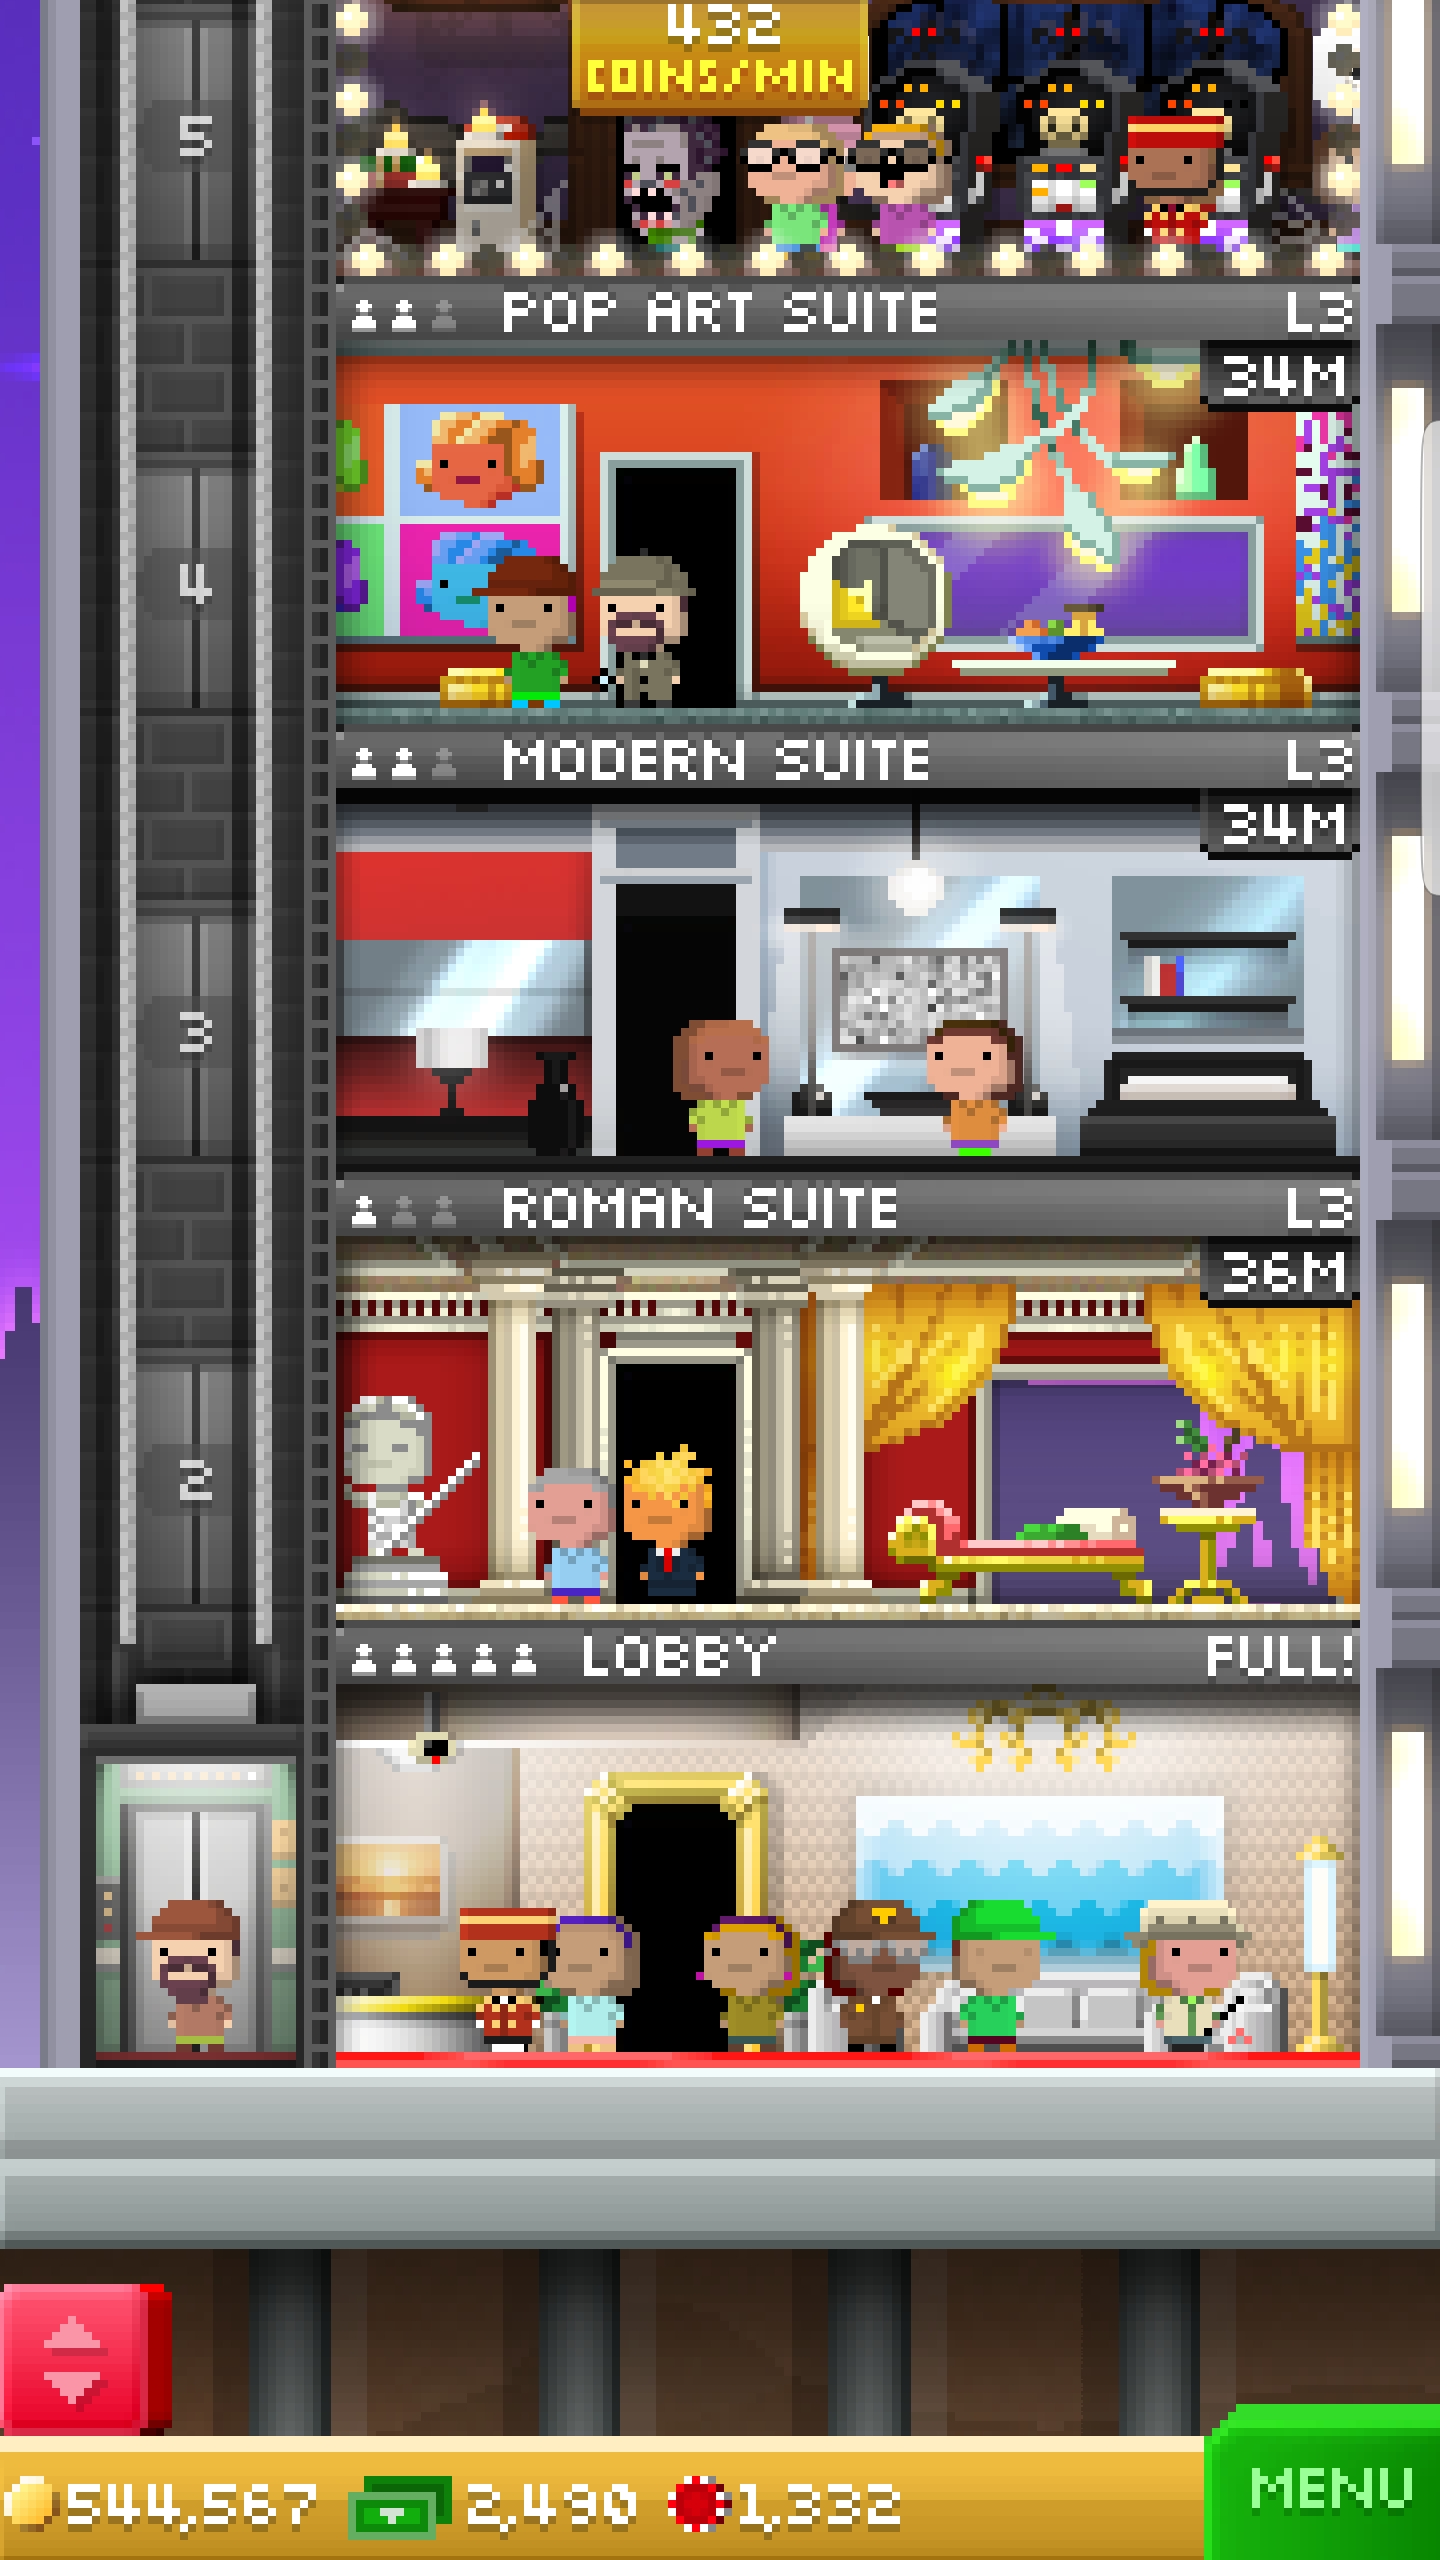 432
COINS/MIN
5
POP ART SUITE L3
34M
4
MODERN SUITE L3
34M
3
ROMAN SUITE L3
36M
2
LOBBY FULL!
544,567 2,490 1,332
MENU